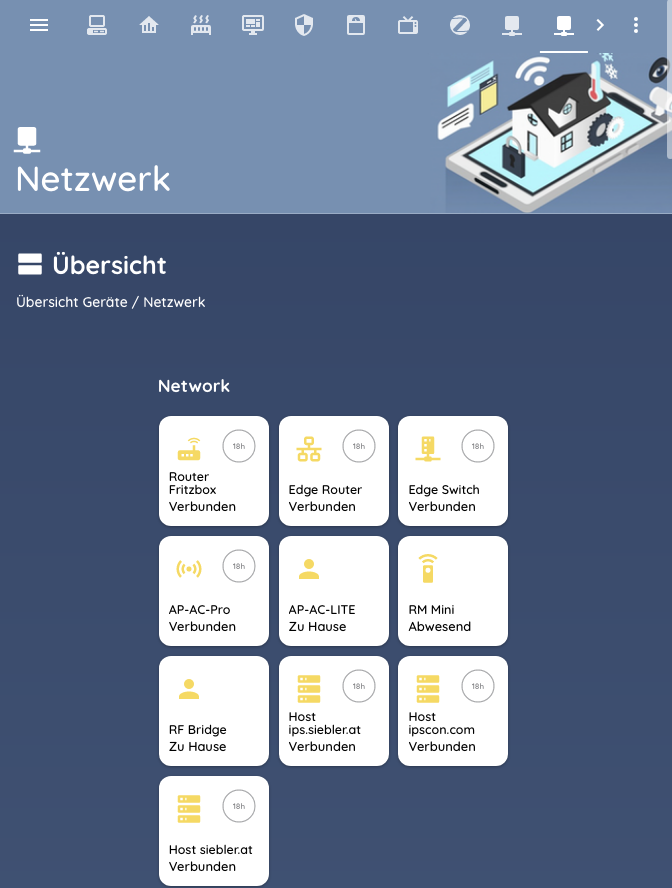 Netzwerk
Übersicht
Übersicht Geräte / Netzwerk
Network
18h
Router
Fritzbox
Verbunden
18h
Edge Router
Verbunden
18h
Edge Switch
Verbunden
18h
AP-AC-Pro
Verbunden
AP-AC-LITE
Zu Hause
RM Mini
Abwesend
RF Bridge
Zu Hause
18h
Host
ips.siebler.at
Verbunden
18h
Host
ipscon.com
Verbunden
18h
Host siebler.at
Verbunden